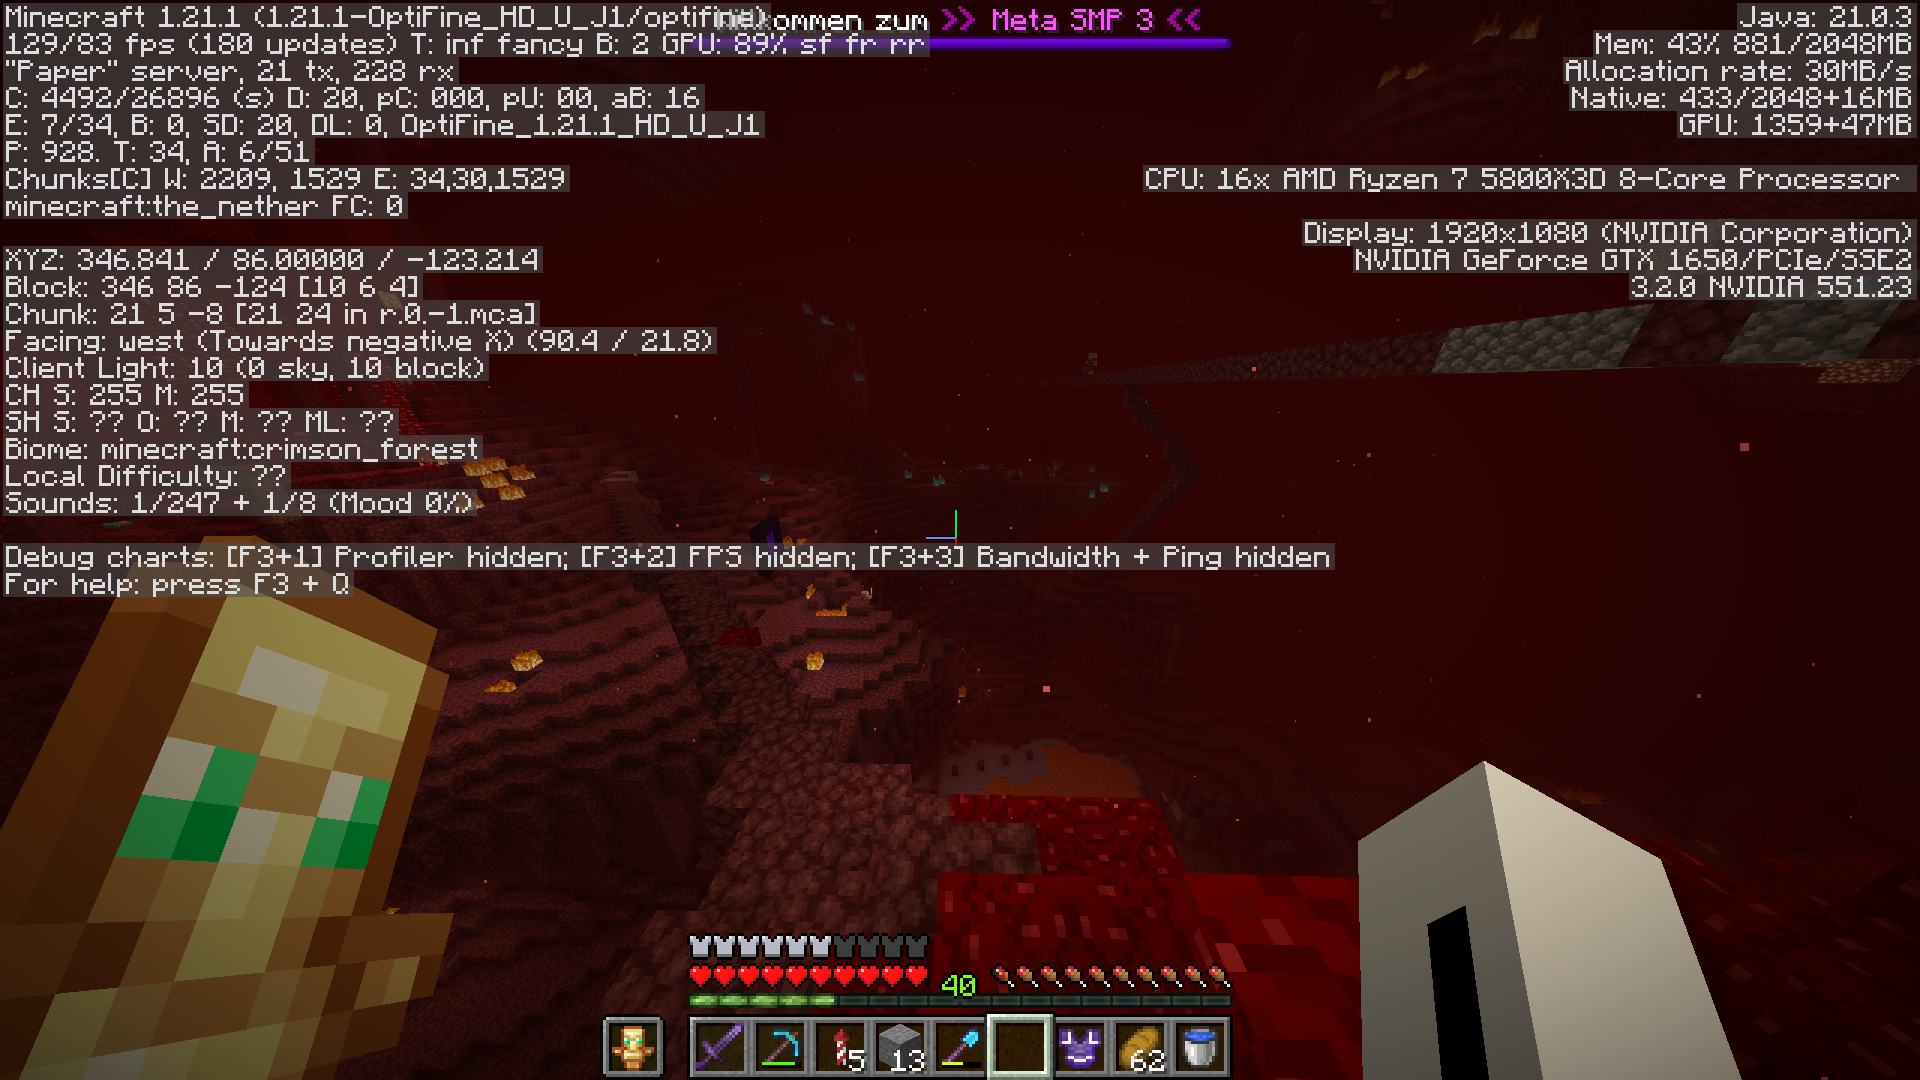 Minecraft 1.21.1 (1.21.1-OptiFine_HD_U_J1/optifine)
kommen zum >> Meta SMP 3 <<
129/83 fps (180 updates) T: inf fancy B: 2 GPU: 89% sf fr rr
"Paper" server, 21 tx, 228 rx
C: 4492/26896 (s) D: 20, pC: 000, pU: 00, aB: 16
E: 7/34, B: 0, SD: 20, DL: 0, OptiFine_1.21.1_HD_U_J1
P: 928. T: 34, A: 6/51
Chunks[C] W: 2209, 1529 E: 34,30,1529
minecraft:the_nether FC: 0
XYZ: 346.841 / 86.00000 / -123.214
Block: 346 86 -124 [10 6 4]
Chunk: 21 5 -8 [21 24 in r.0.-1.mca]
Facing: west (Towards negative X) (90.4 / 21.8)
Client Light: 10 (0 sky, 10 block)
CH S: 255 M: 255
SH S: ?? O: ?? M: ?? ML: ??
Biome: minecraft:crimson_forest
Local Difficulty: ??
Sounds: 1/247 + 1/8 (Mood 0%)
Debug charts: [F3+1] Profiler hidden; [F3+2] FPS hidden; [F3+3] Bandwidth + Ping hidden
For help: press F3 + Q
Java: 21.0.3
Mem: 43% 881/2048MB
Allocation rate: 30MB/s
Native: 433/2048+16MB
GPU: 1359+47MB
CPU: 16x AMD Ryzen 7 5800X3D 8-Core Processor
Display: 1920x1080 (NVIDIA Corporation)
NVIDIA GeForce GTX 1650/PCIe/SSE2
3.2.0 NVIDIA 551.23
40
5
13
62